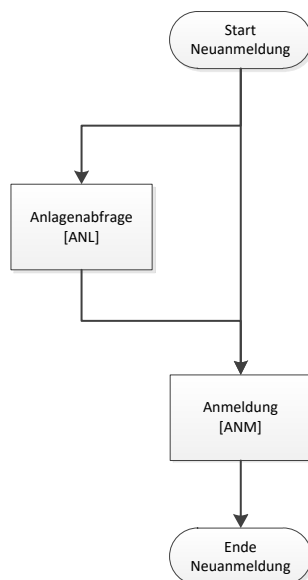 Start
Neuanmeldung
Anlagenabfrage
[ANL]
Anmeldung
[ANM]
Ende
Neuanmeldung